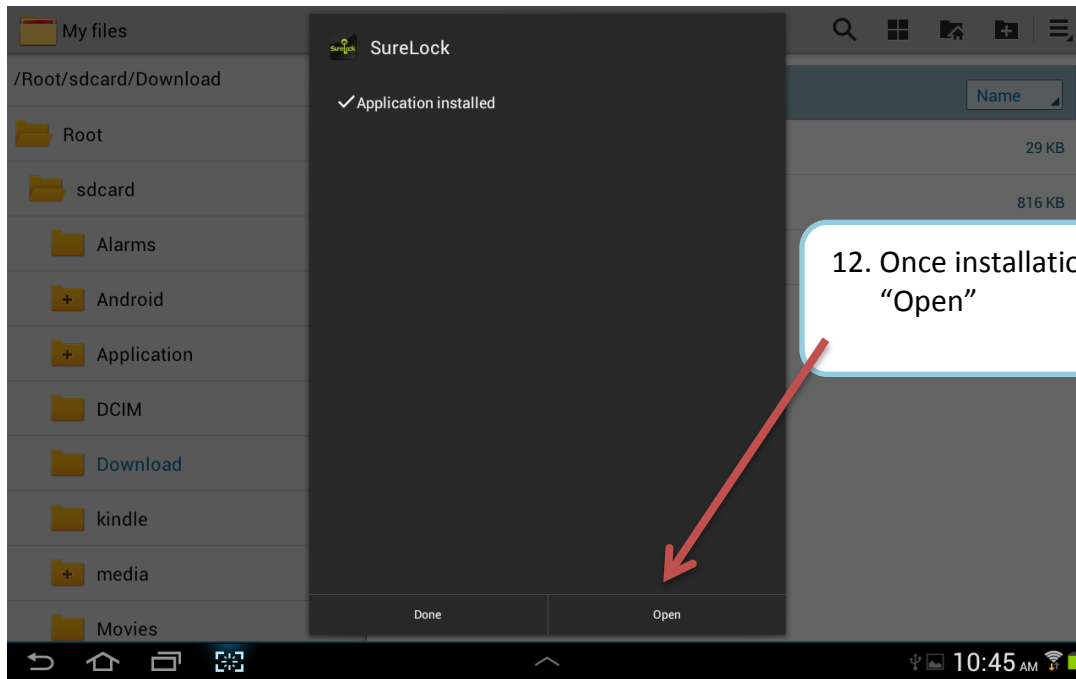 My files
/Root/sdcard/Download
Root
sdcard
Alarms
Android
Application
DCIM
Download
kindle
media
Movies
SureLock
SureLock
Application installed
Done
Open
Name
29 KB
816 KB
12. Once installatio
“Open”
10:45 AM